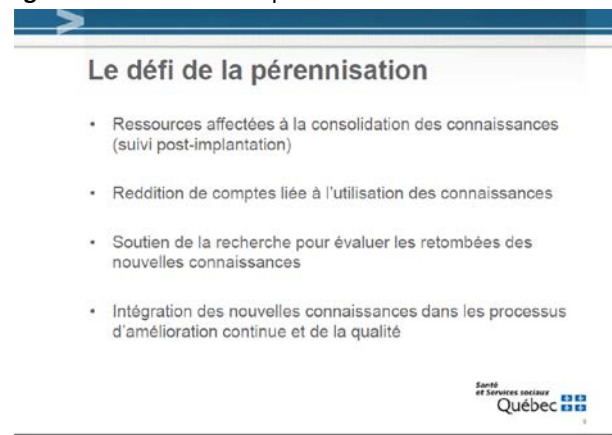 >
Le défi de la pérennisation
• Ressources affectées à la consolidation des connaissances
(suivi post-implantation)
• Reddition de comptes liée à l'utilisation des connaissances
• Soutien de la recherche pour évaluer les retombées des
nouvelles connaissances
• Intégration des nouvelles connaissances dans les processus
d'amélioration continue et de la qualité
Santé
et Services sociaux
Québec